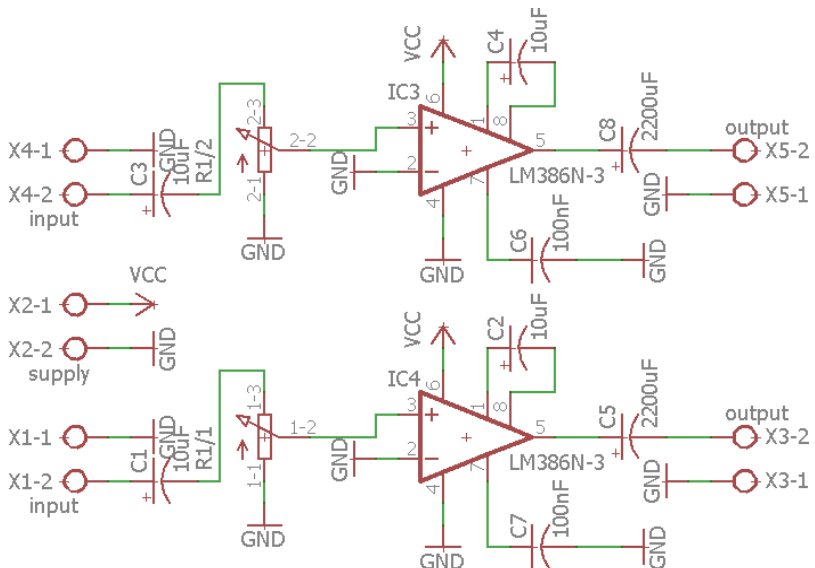 VCC
C4
10uF
IC3
6
1
8
2-3
3
2-2
X4-1
GND
C3
10uF
R1/2
+
2
GND
7
5
LM386N-3
C8
2200uF
+
output
X5-2
X4-2
+
input
2-1
GND
4
GND
C6
100nF
GND
GND
X5-1
X2-1
VCC
X2-2
GND
supply
VCC
C2
10uF
+
IC4
6
1
8
1-3
3
1-2
X1-1
GND
C1
10uF
R1/1
2
GND
7
5
LM386N-3
C5
2200uF
+
output
X3-2
X1-2
+
input
1-1
GND
4
GND
C7
100nF
GND
GND
X3-1